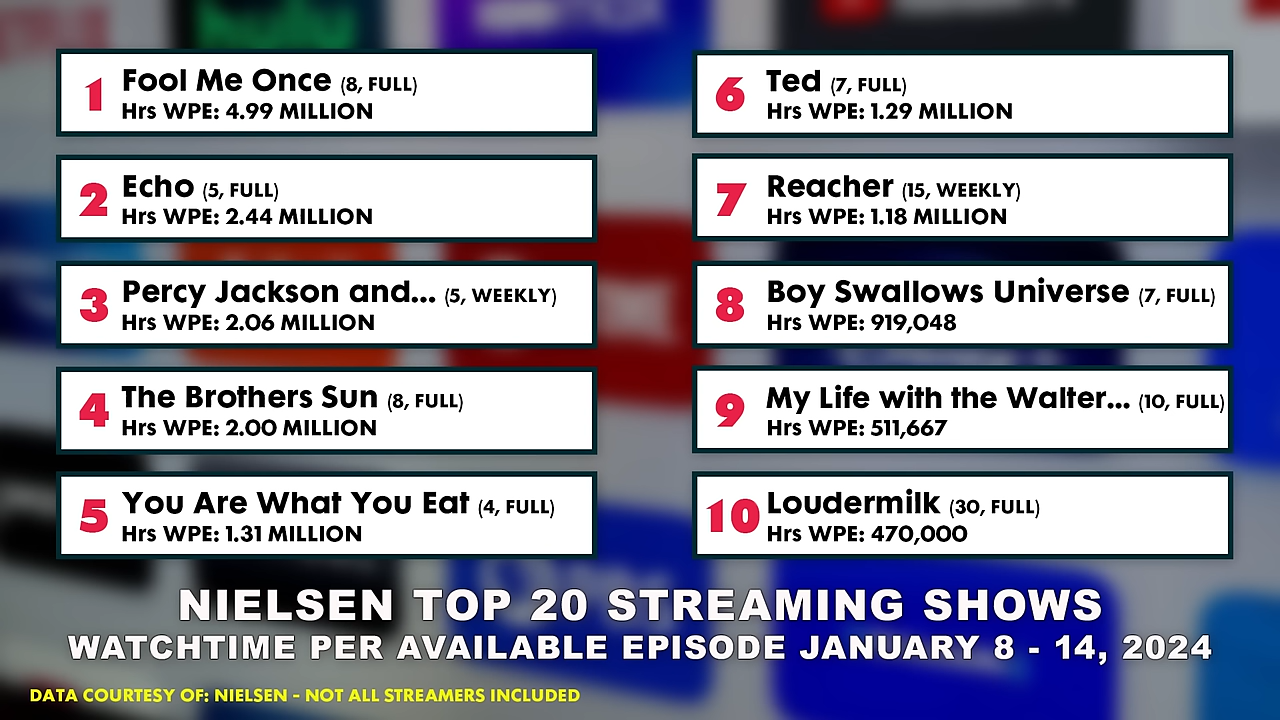 hulu
1
Fool Me Once (8, FULL)
Hrs WPE: 4.99 MILLION
2
Echo (5, FULL)
Hrs WPE: 2.44 MILLION
3
Percy Jackson and... (5, WEEKLY)
Hrs WPE: 2.06 MILLION
4
The Brothers Sun (8, FULL)
Hrs WPE: 2.00 MILLION
5
You Are What You Eat (4, FULL)
Hrs WPE: 1.31 MILLION
6
Ted (7, FULL)
Hrs WPE: 1.29 MILLION
7
Reacher (15, WEEKLY)
Hrs WPE: 1.18 MILLION
8
Boy Swallows Universe (7, FULL)
Hrs WPE: 919,048
9
My Life with the Walter... (10, FULL)
Hrs WPE: 511,667
10
Loudermilk (30, FULL)
Hrs WPE: 470,000
NIELSEN TOP 20 STREAMING SHOWS
WATCHTIME PER AVAILABLE EPISODE JANUARY 8 - 14, 2024
DATA COURTESY OF: NIELSEN - NOT ALL STREAMERS INCLUDED